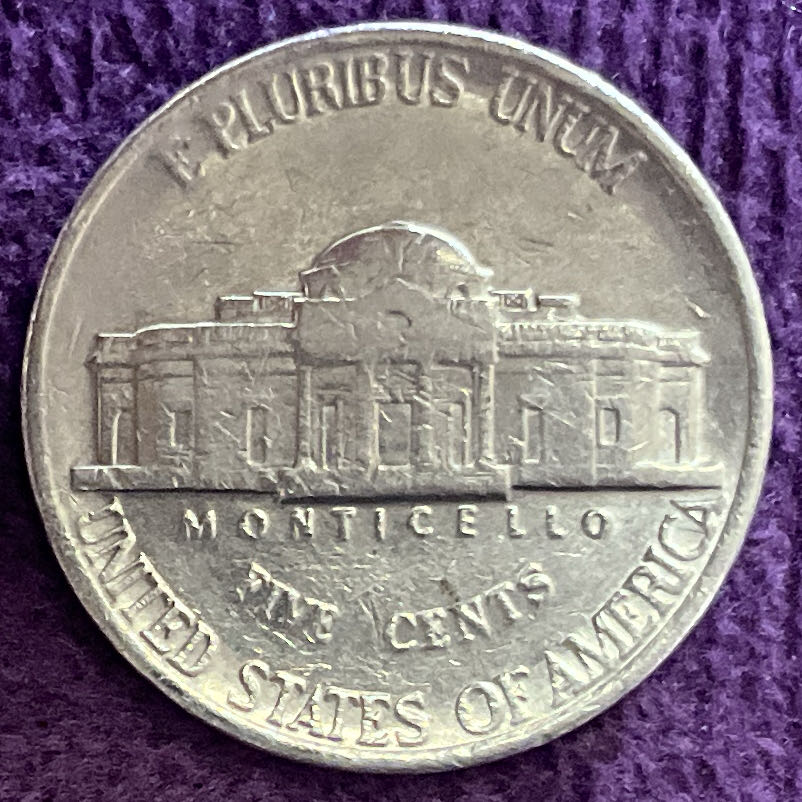 E PLURIBUS UNUM
MONTICELLO
FIVE CENTS
UNITED STATES OF AMERICA